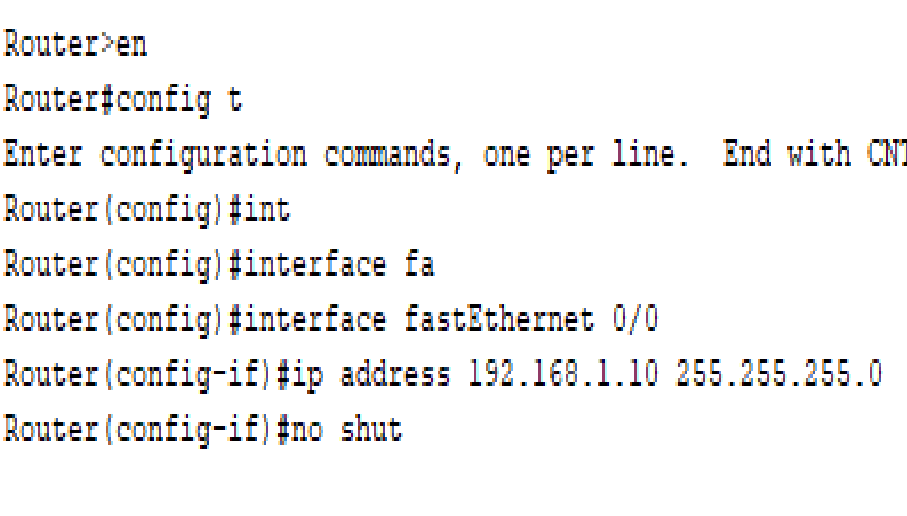 Router>en
Router#config t
Enter configuration commands, one per line.  End with
Router(config)#int
Router(config)#interface fa
Router(config)#interface fastEthernet 0/0
Router(config-if)#ip address 192.168.1.10 255.255.255.0
Router(config-if)#no shut